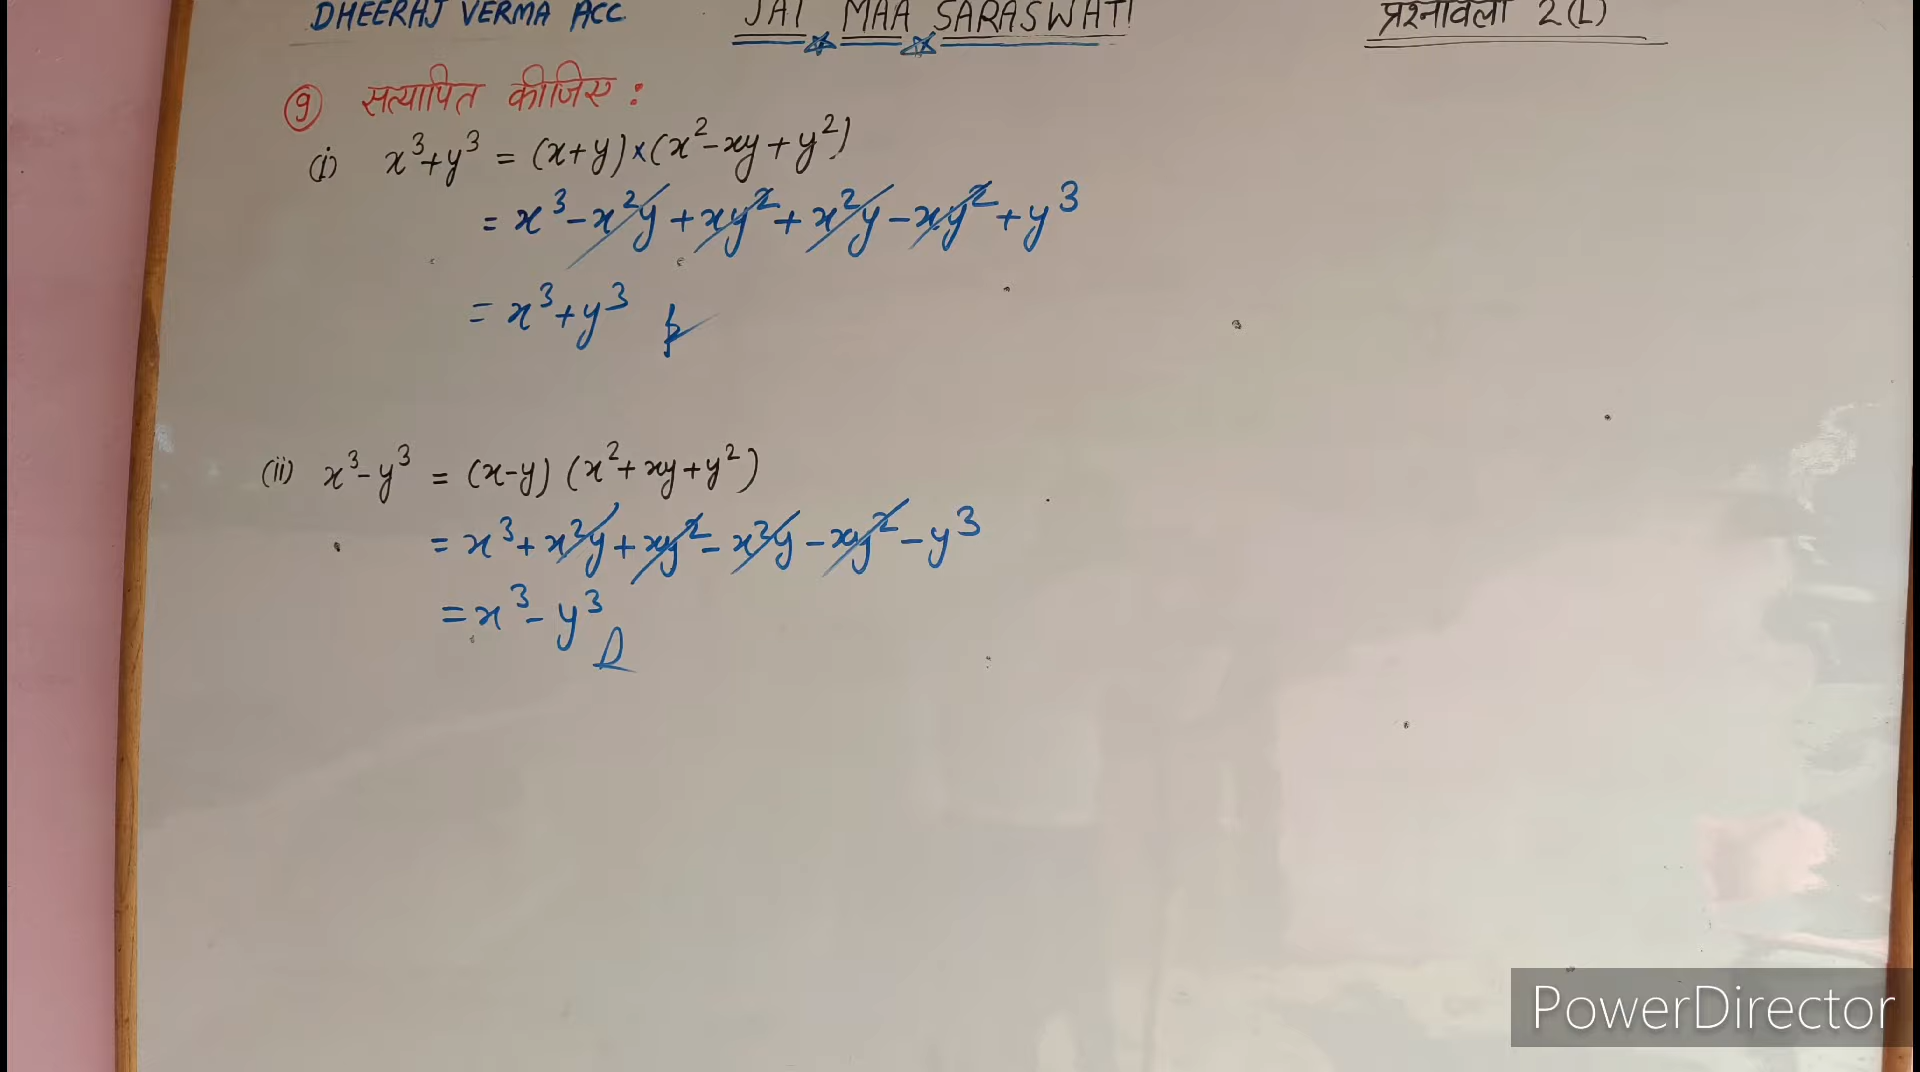 DHEERAJ VERMA ACC. JAI MAA SARASWATI प्रश्नावली 2(L)
(9) सत्यापित कीजिए :
(i) x³+y³ = (x+y)×(x²-xy+y²)
= x³-x²y+xy²+x²y-xy²+y³
= x³+y³
(ii) x³-y³ = (x-y) (x²+xy+y²)
= x³+x²y+xy²-x²y-xy²-y³
= x³-y³
PowerDirector